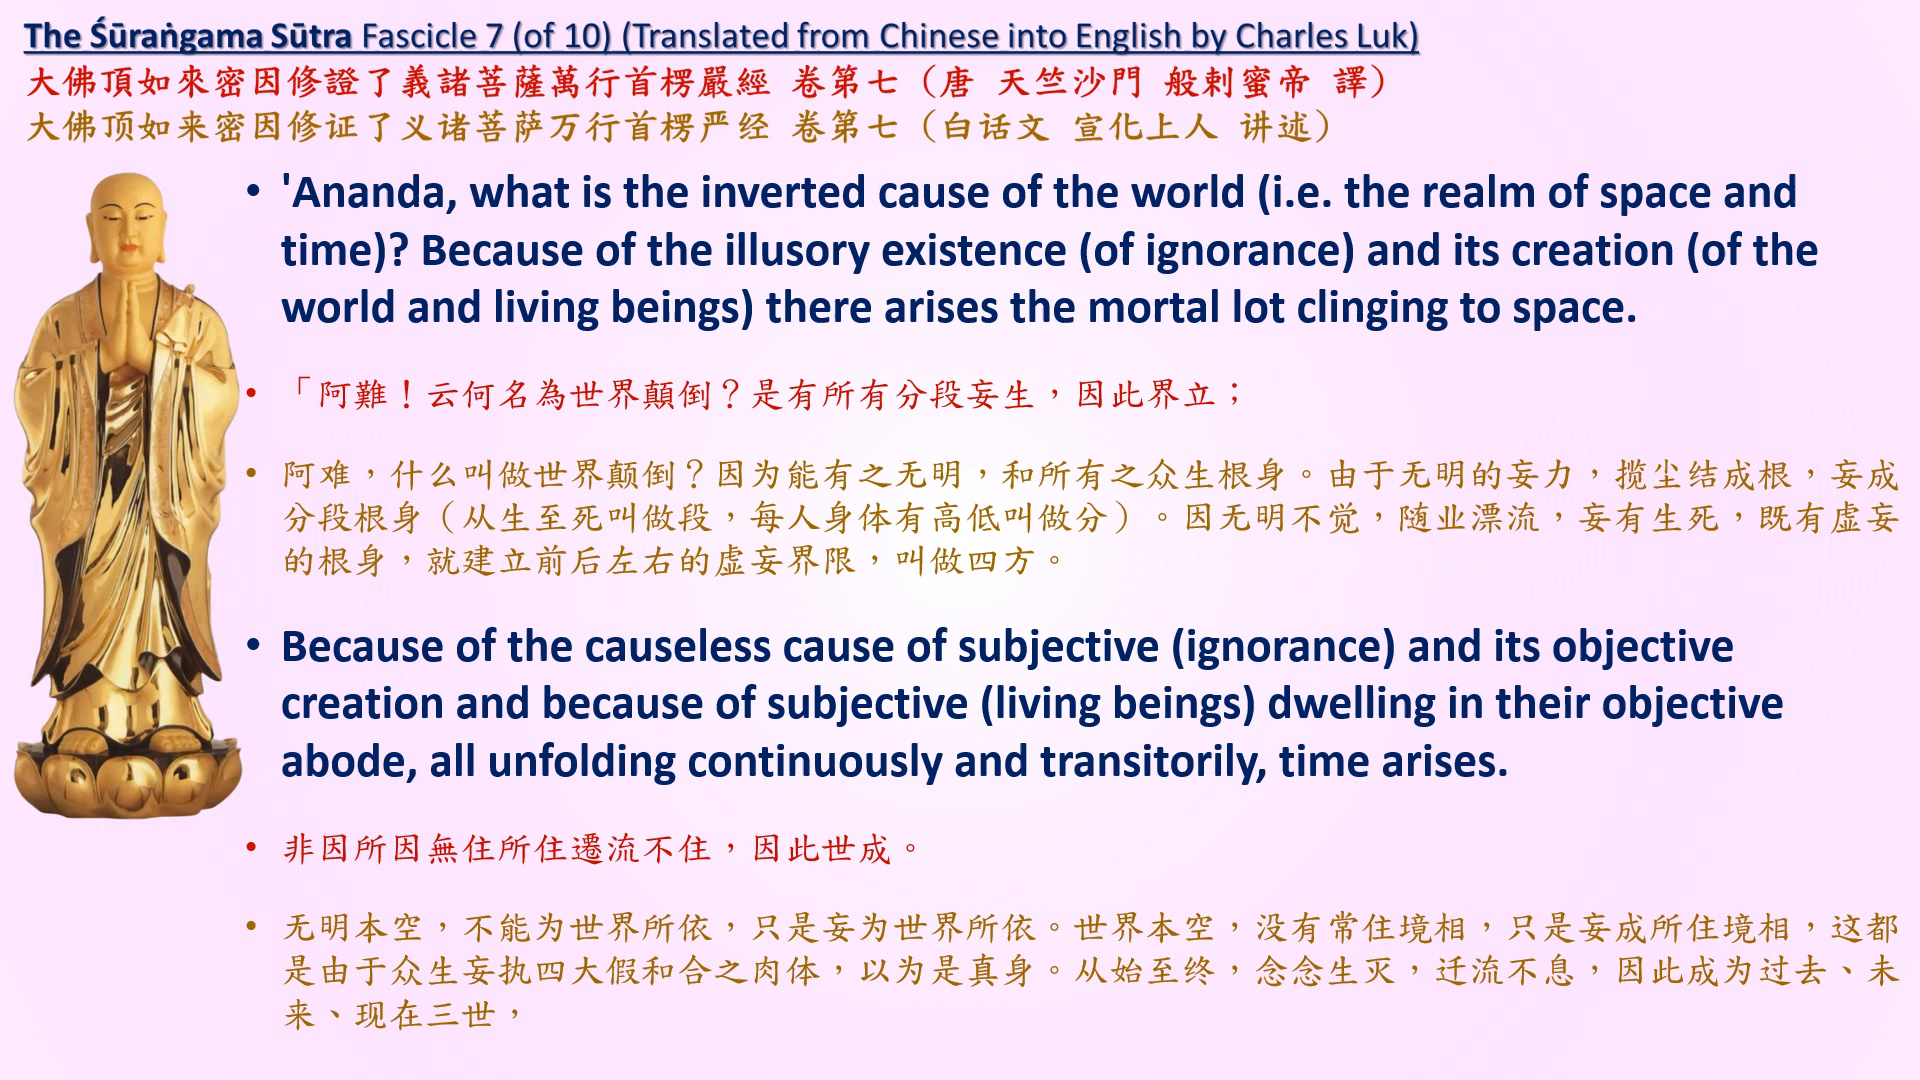 The Śūraṅgama Sūtra Fascicle 7 (of 10) (Translated from Chinese into English by Charles Luk)
大佛頂如來密因修證了義諸菩薩萬行首楞嚴經 卷第七（唐 天竺沙門 般剌蜜帝 譯）
大佛顶如来密因修证了义诸菩萨万行首楞严经 卷第七（白话文 宣化上人 讲述）
• 'Ananda, what is the inverted cause of the world (i.e. the realm of space and
time)? Because of the illusory existence (of ignorance) and its creation (of the
world and living beings) there arises the mortal lot clinging to space.
• 「阿難！云何名為世界顛倒？是有所有分段妄生，因此界立；
• 阿难，什么叫做世界颠倒？因为能有之无明，和所有之众生根身。由于无明的妄力，揽尘结成根，妄成
分段根身（从生至死叫做段，每人身体有高低叫做分）。因无明不觉，随业漂流，妄有生死，既有虚妄
的根身，就建立前后左右的虚妄界限，叫做四方。
• Because of the causeless cause of subjective (ignorance) and its objective
creation and because of subjective (living beings) dwelling in their objective
abode, all unfolding continuously and transitorily, time arises.
• 非因所因無住所住遷流不住，因此世成。
• 无明本空，不能为世界所依，只是妄为世界所依。世界本空，没有常住境相，只是妄成所住境相，这都
是由于众生妄执四大假和合之肉体，以为是真身。从始至终，念念生灭，迁流不息，因此成为过去、未
来、现在三世，